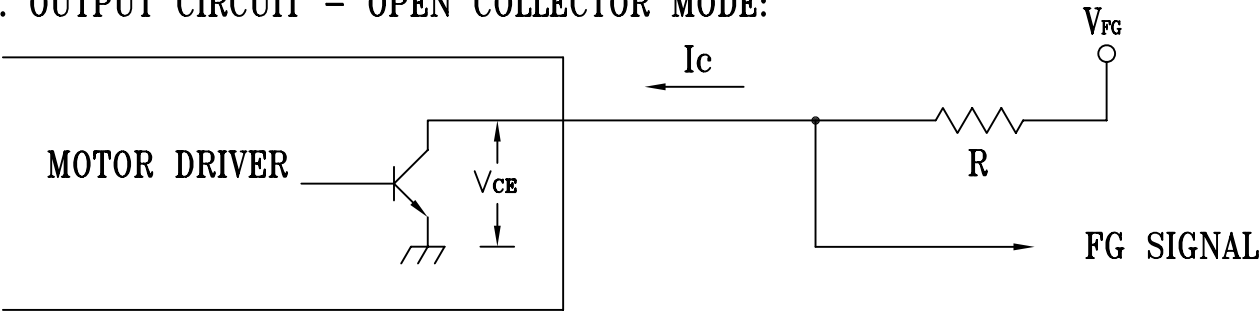 . OUTPUT CIRCUIT - OPEN COLLECTOR MODE:
VFG
Ic
MOTOR DRIVER
VCE
R
FG SIGNAL